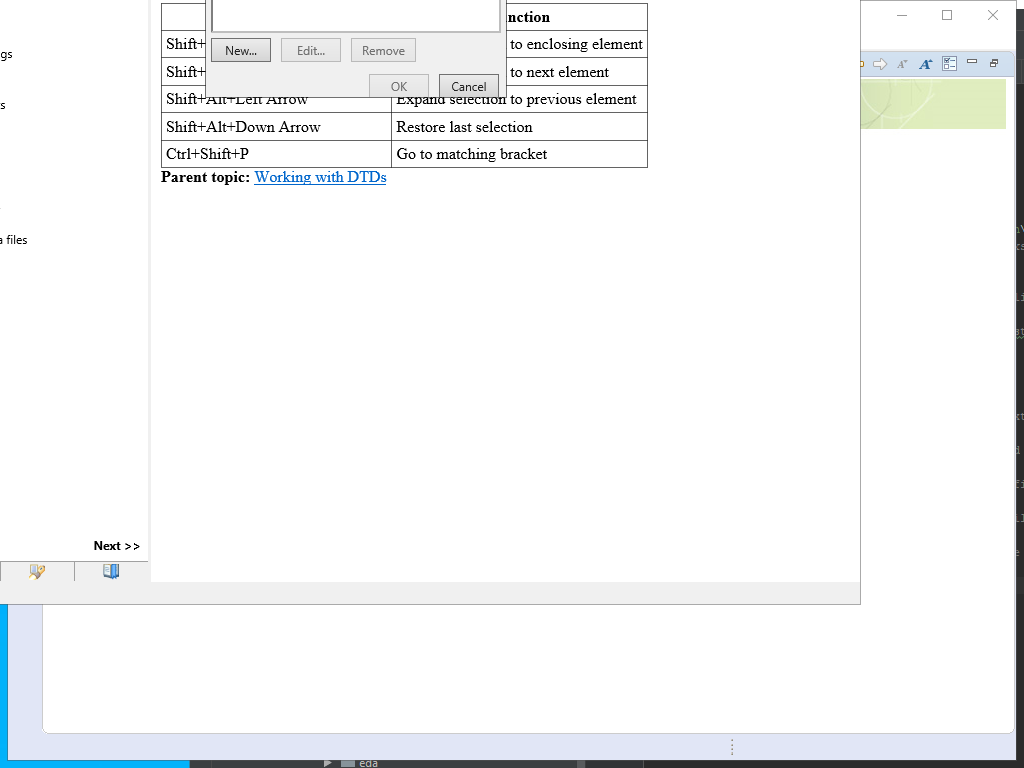 nction
Shift+ to enclosing element
gs
New... Edit... Remove
Shift+ to next element
OK Cancel
Shift+Alt+Left Arrow Expand selection to previous element
s
Shift+Alt+Down Arrow Restore last selection
Ctrl+Shift+P Go to matching bracket
Parent topic: Working with DTDs
a files
Next >>
eda